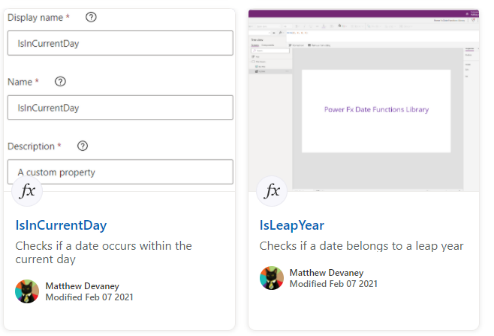 Display name *
IsInCurrentDay
Name *
IsInCurrentDay
Description *
A custom property
fx
IsInCurrentDay
Checks if a date occurs within the
current day
Matthew Devaney
Modified Feb 07 2021
Power Fx Date Functions Library
fx
IsLeapYear
Checks if a date belongs to a leap year
Matthew Devaney
Modified Feb 07 2021